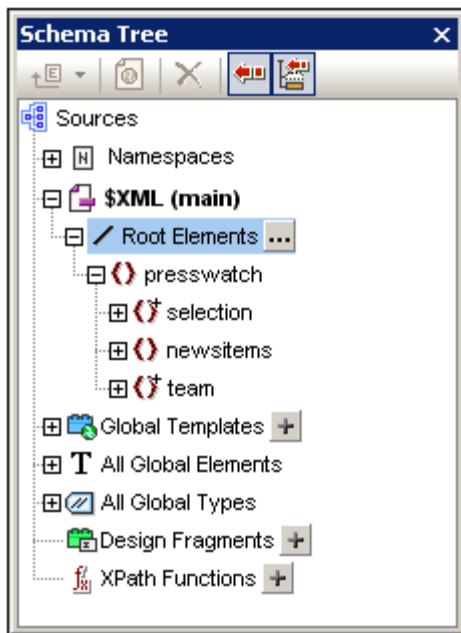 Schema Tree
Sources
Namespaces
$XML (main)
Root Elements ...
presswatch
selection
newsitems
team
Global Templates
All Global Elements
All Global Types
Design Fragments
XPath Functions